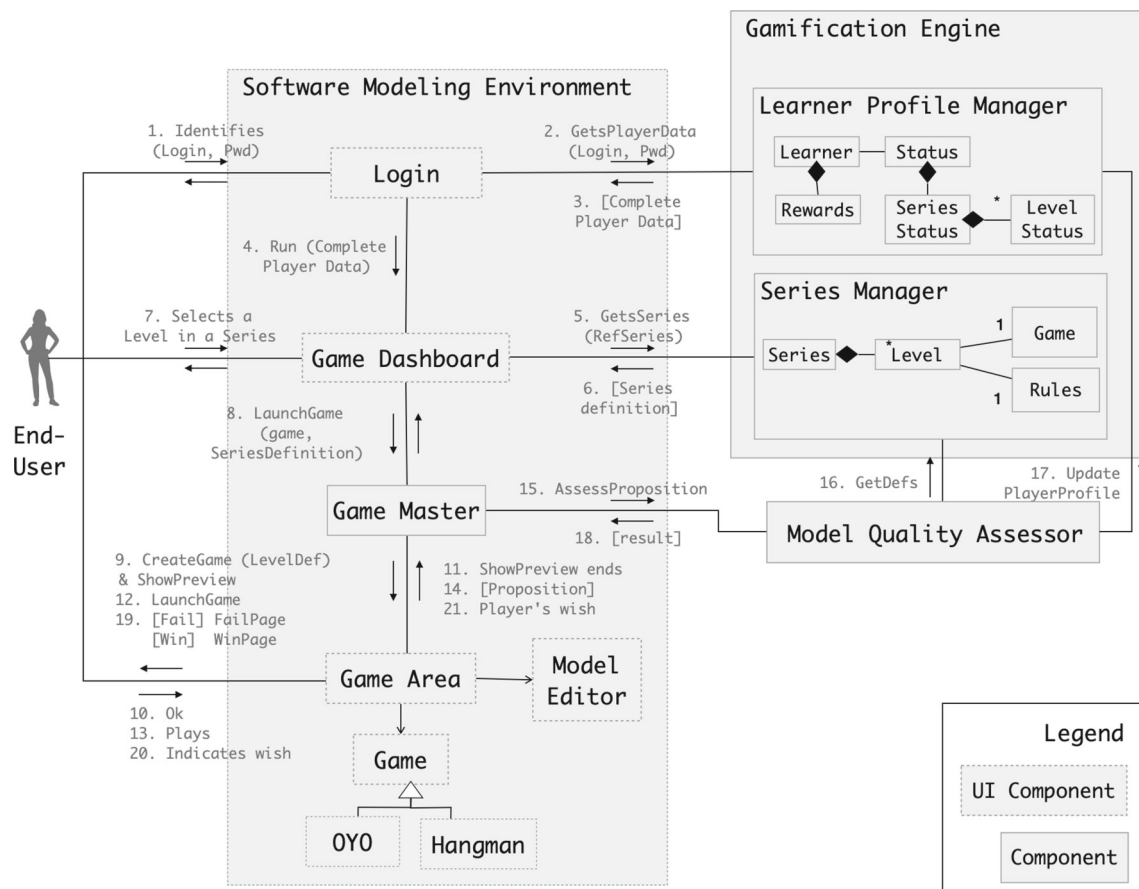 Gamification Engine
Software Modeling Environment
Learner Profile Manager
1. Identifies
(Login, Pwd)
2. GetsPlayerData
(Login, Pwd)
Learner
Status
Login
3. [Complete
Player Data]
Rewards
Series
Status
*
Level
Status
4. Run (Complete
Player Data)
Series Manager
7. Selects a
Level in a Series
5. GetsSeries
(RefSeries)
1
Game
Game Dashboard
Series
*
Level
6. [Series
definition]
1
Rules
8. LaunchGame
(game,
SeriesDefinition)
End-
User
16. GetDefs
17. Update
PlayerProfile
15. AssessProposition
Game Master
Model Quality Assessor
18. [result]
9. CreateGame (LevelDef)
& ShowPreview
12. LaunchGame
19. [Fail] FailPage
[Win] WinPage
11. ShowPreview ends
14. [Proposition]
21. Player's wish
Game Area
Model
Editor
10. Ok
13. Plays
20. Indicates wish
Game
OYO
Hangman
Legend
UI Component
Component